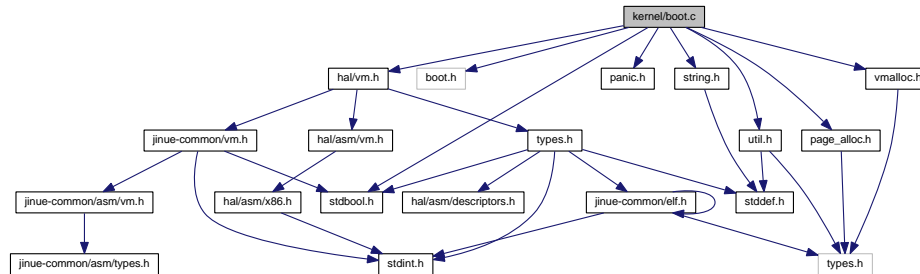 kernel/boot.c
hal/vm.h
boot.h
panic.h
string.h
vmalloc.h
jinue-common/vm.h
hal/asm/vm.h
types.h
util.h
page_alloc.h
jinue-common/asm/vm.h
hal/asm/x86.h
stdbool.h
hal/asm/descriptors.h
jinue-common/elf.h
stddef.h
jinue-common/asm/types.h
stdint.h
types.h